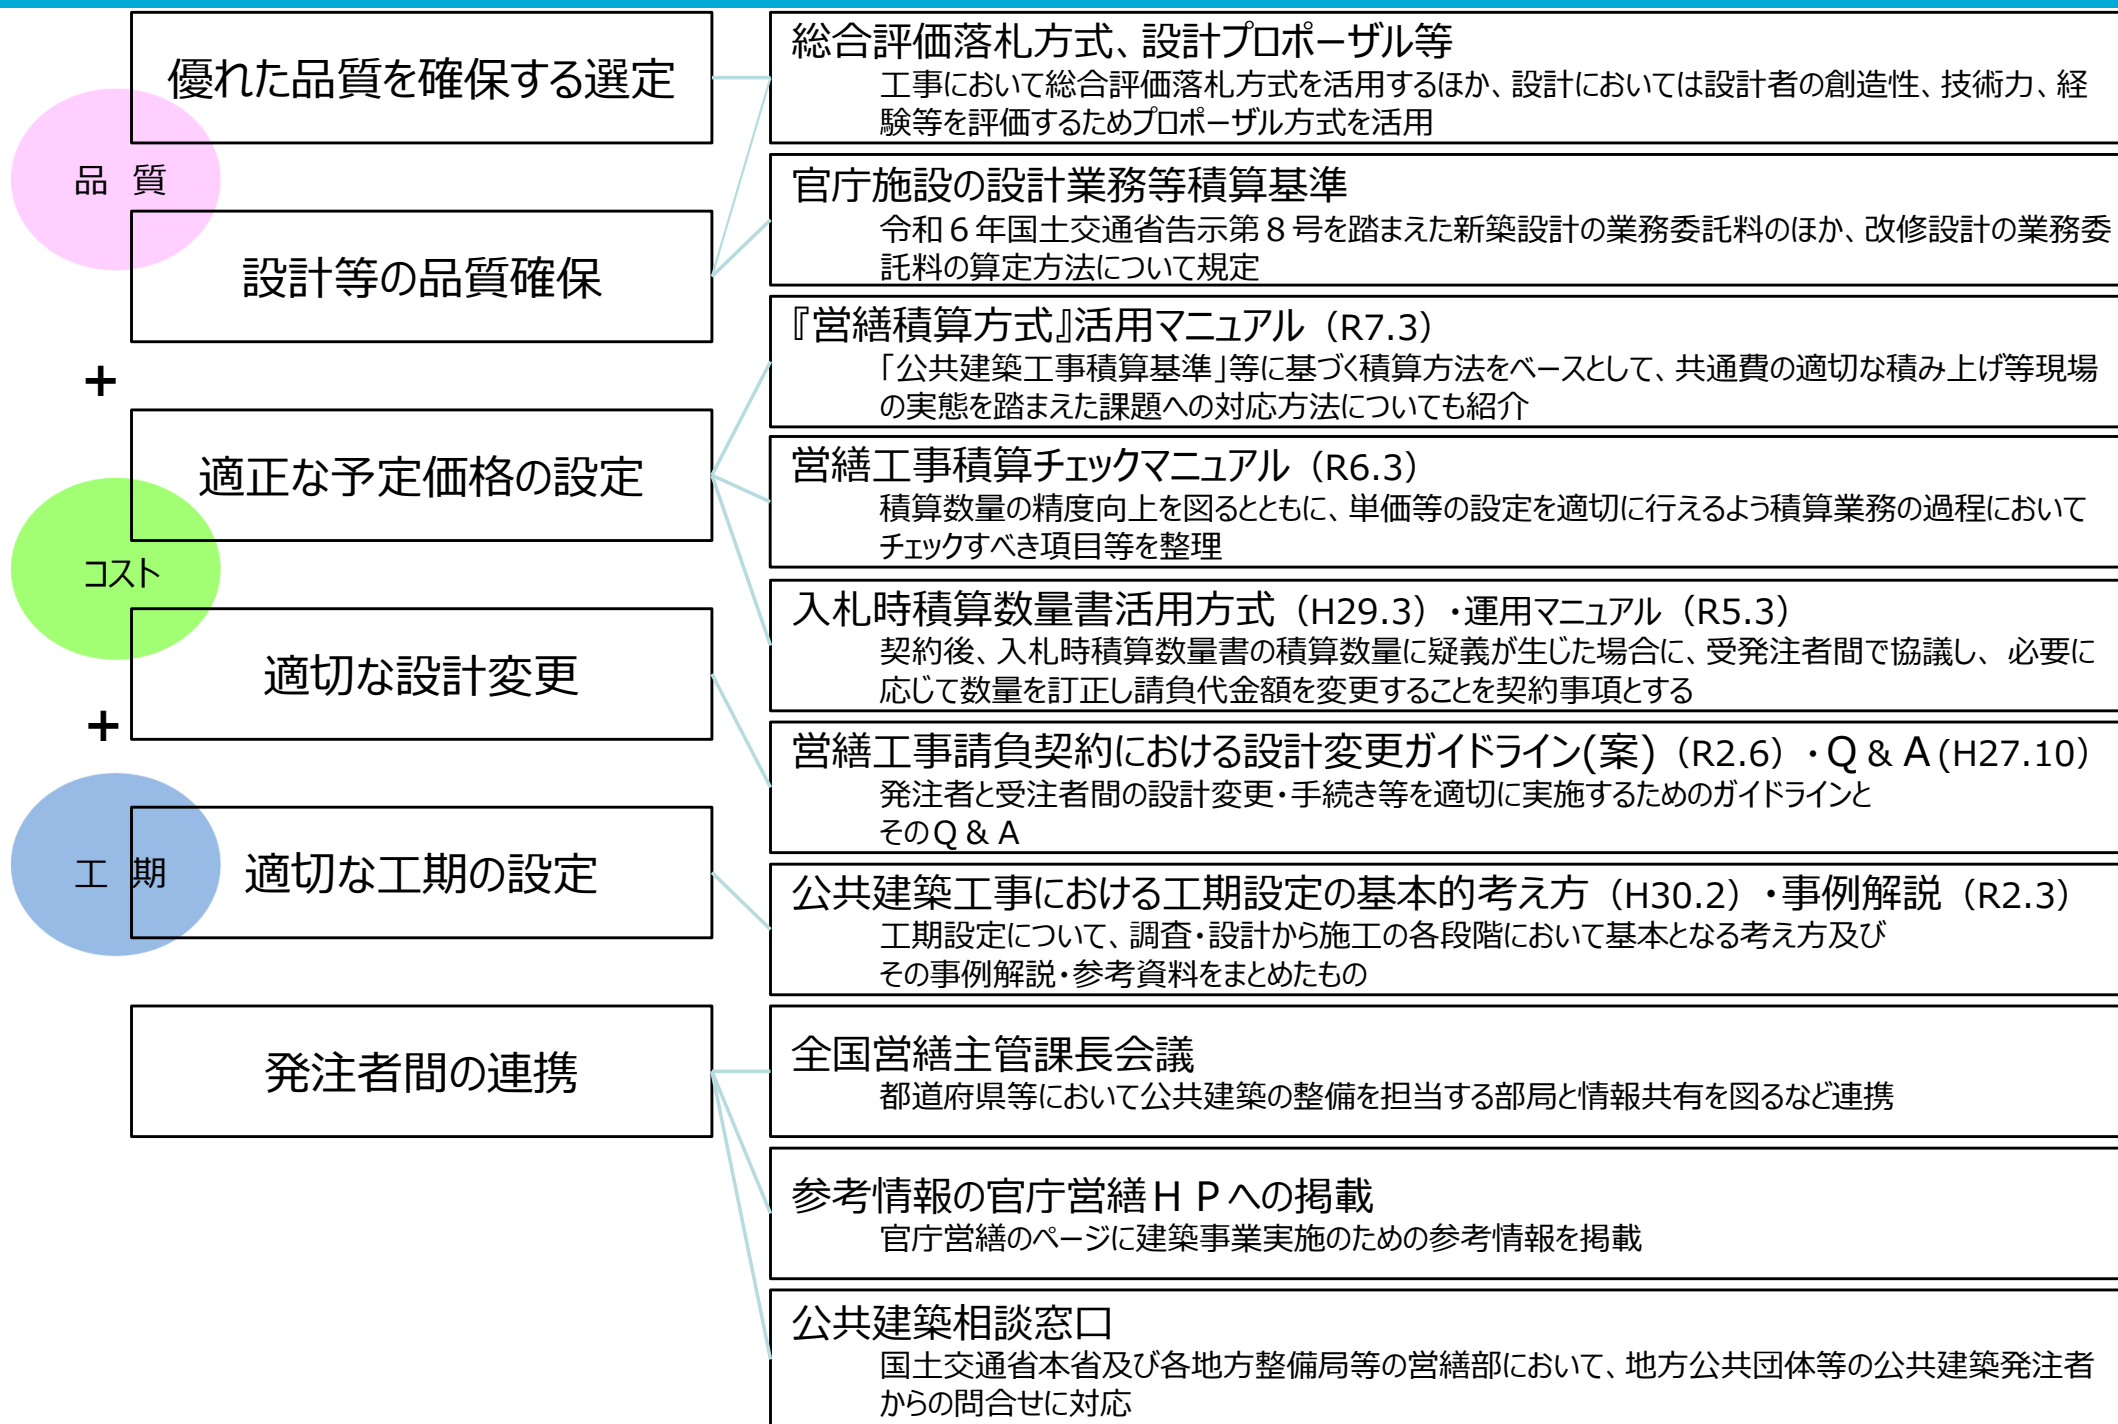 優れた品質を確保する選定
品 質
設計等の品質確保
+
適正な予定価格の設定
コスト
適切な設計変更
+
工 期
適切な工期の設定
発注者間の連携
総合評価落札方式、設計プロポーザル等
工事において総合評価落札方式を活用するほか、設計においては設計者の創造性、技術力、経
験等を評価するためプロポーザル方式を活用
官庁施設の設計業務等積算基準
令和６年国土交通省告示第８号を踏まえた新築設計の業務委託料のほか、改修設計の業務委
託料の算定方法について規定
『営繕積算方式』活用マニュアル（R7.3）
「公共建築工事積算基準」等に基づく積算方法をベースとして、共通費の適切な積み上げ等現場
の実態を踏まえた課題への対応方法についても紹介
営繕工事積算チェックマニュアル（R6.3）
積算数量の精度向上を図るとともに、単価等の設定を適切に行えるよう積算業務の過程において
チェックすべき項目等を整理
入札時積算数量書活用方式（H29.3）・運用マニュアル（R5.3）
契約後、入札時積算数量書の積算数量に疑義が生じた場合に、受発注者間で協議し、必要に
応じて数量を訂正し請負代金額を変更することを契約事項とする
営繕工事請負契約における設計変更ガイドライン(案)（R2.6）・Ｑ＆Ａ(H27.10）
発注者と受注者間の設計変更・手続き等を適切に実施するためのガイドラインと
そのＱ＆Ａ
公共建築工事における工期設定の基本的考え方（H30.2）・事例解説（R2.3）
工期設定について、調査・設計から施工の各段階において基本となる考え方及び
その事例解説・参考資料をまとめたもの
全国営繕主管課長会議
都道府県等において公共建築の整備を担当する部局と情報共有を図るなど連携
参考情報の官庁営繕ＨＰへの掲載
官庁営繕のページに建築事業実施のための参考情報を掲載
公共建築相談窓口
国土交通省本省及び各地方整備局等の営繕部において、地方公共団体等の公共建築発注者
からの問合せに対応